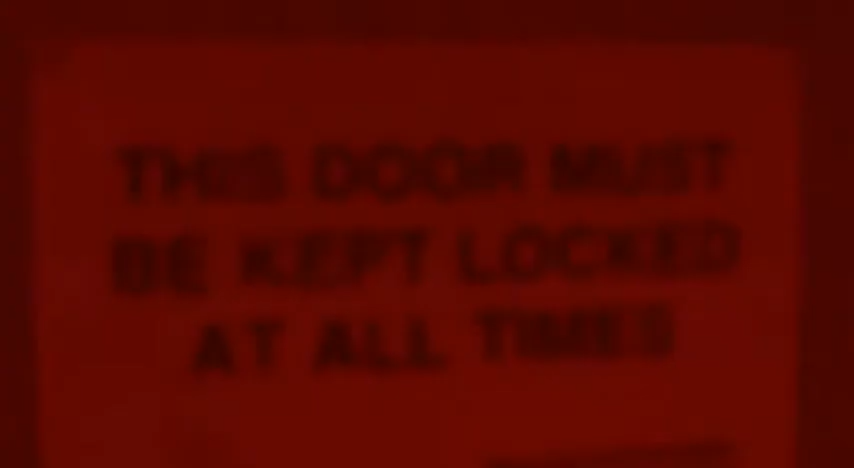 THIS DOOR MUST
BE KEPT LOCKED
AT ALL TIMES